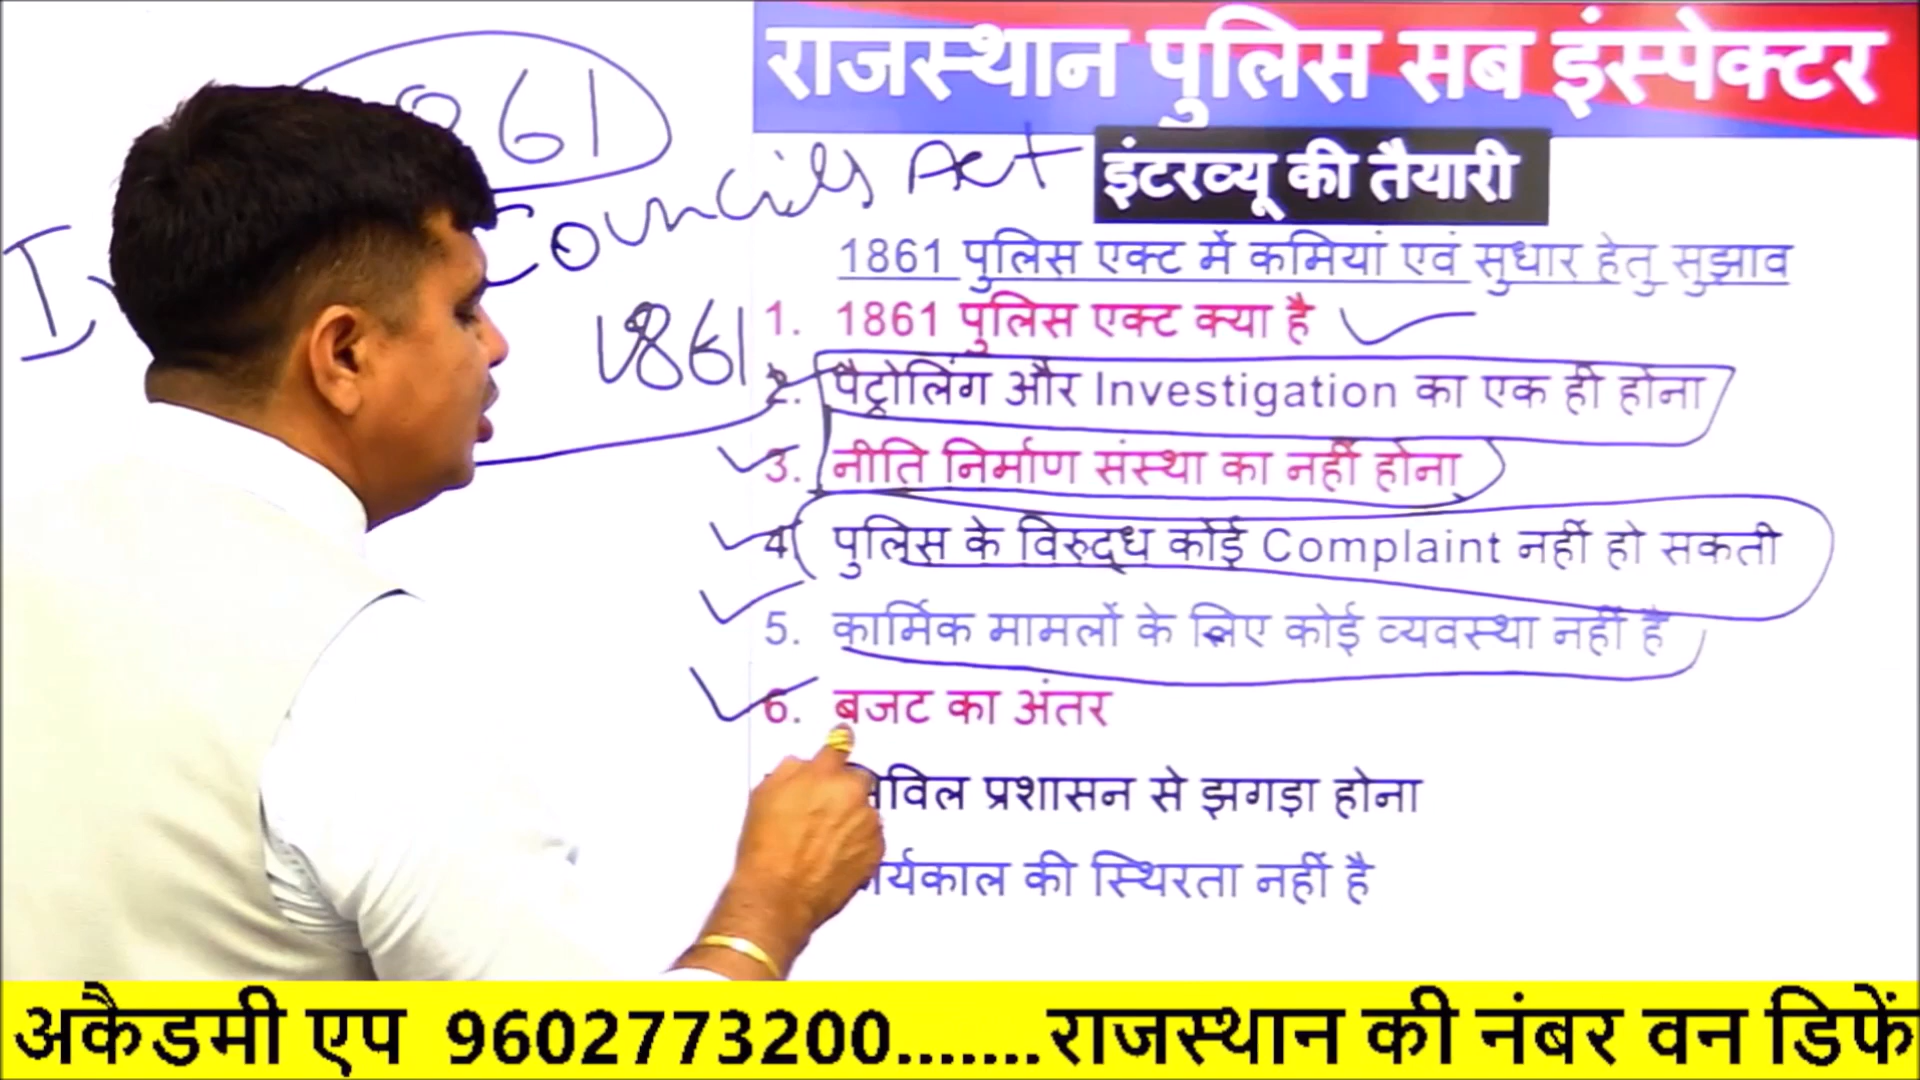 राजस्थान पुलिस सब इंस्पेक्टर
इंटरव्यू की तैयारी
861
Councils Act
1861
1861 पुलिस एक्ट में कमियां एवं सुधार हेतु सुझाव
1. 1861 पुलिस एक्ट क्या है
2. पैट्रोलिंग और Investigation का एक ही होना
3. नीति निर्माण संस्था का नहीं होना
4 पुलिस के विरुद्ध कोई Complaint नहीं हो सकती
5. कार्मिक मामलों के लिए कोई व्यवस्था नहीं है
6. बजट का अंतर
प्रशासन से झगड़ा होना
की स्थिरता नहीं है
अकैडमी एप 9602773200.......राजस्थान की नंबर वन डिफें